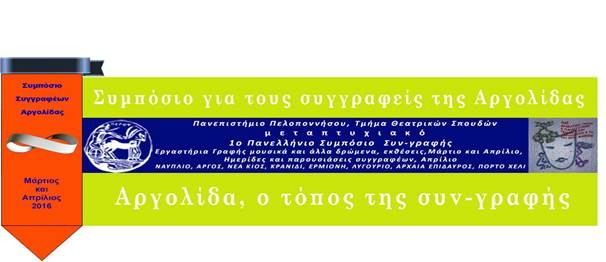 Συμπόσιο
Συγγραφέων
Αργολίδας
Μάρτιος
και
Απρίλιος
2016
Συμπόσιο για τους συγγραφείς της Αργολίδας
Πανεπιστήμιο Πελοποννήσου, Τμήμα Θεατρικών Σπουδών
μεταπτυχιακό
1ο Πανελλήνιο Συμπόσιο Συν-γραφής
Εργαστήρια Γραφής μουσικά και άλλα δρώμενα, εκθέσεις,Μάρτιο και Απρίλιο,
Ημερίδες και παρουσιάσεις συγγραφέων, Απρίλιο
ΝΑΥΠΛΙΟ, ΑΡΓΟΣ, ΝΕΑ ΚΙΟΣ, ΚΡΑΝΙΔΙ, ΕΡΜΙΟΝΗ, ΛΥΓΟΥΡΙΟ, ΑΡΧΑΙΑ ΕΠΙΔΑΥΡΟΣ, ΠΟΡΤΟ ΧΕΛΙ
Αργολίδα, ο τόπος της συν-γραφής